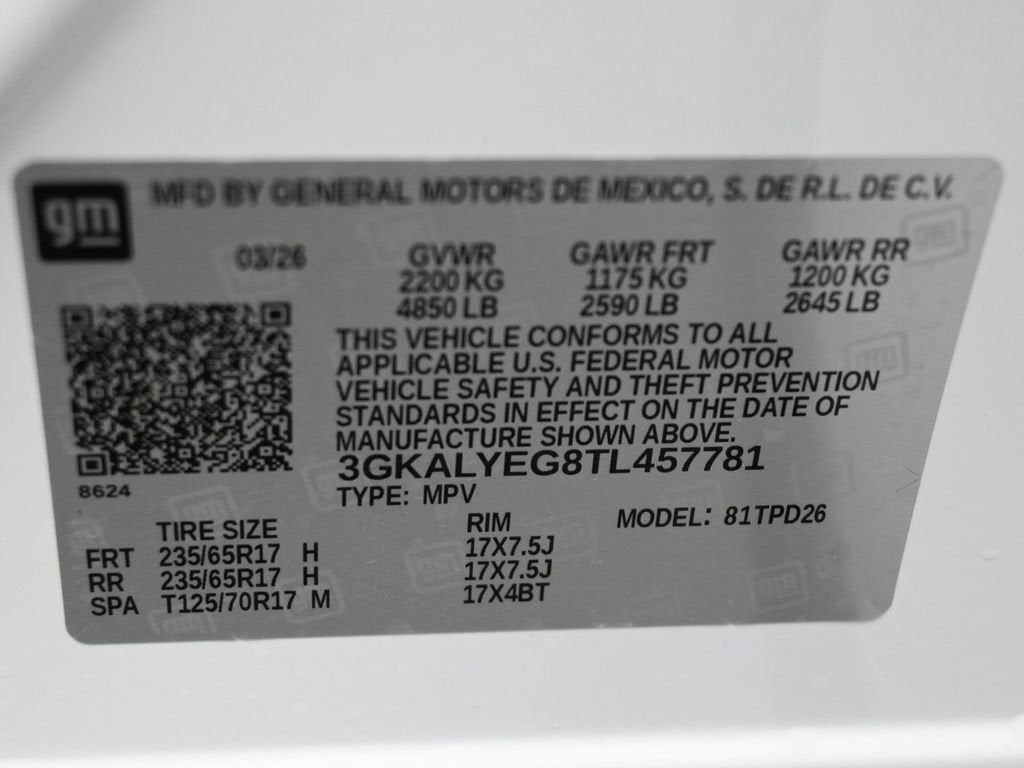 gm
MFD BY GENERAL MOTORS DE MEXICO, S. DE R.L. DE C.V.
03/26 GVWR GAWR FRT GAWR RR
2200 KG 1175 KG 1200 KG
4850 LB 2590 LB 2645 LB
THIS VEHICLE CONFORMS TO ALL
APPLICABLE U.S. FEDERAL MOTOR
VEHICLE SAFETY AND THEFT PREVENTION
STANDARDS IN EFFECT ON THE DATE OF
MANUFACTURE SHOWN ABOVE.
3GKALYEG8TL457781
8624
TYPE: MPV
TIRE SIZE RIM MODEL: 81TPD26
FRT 235/65R17 H 17X7.5J
RR 235/65R17 H 17X7.5J
SPA T125/70R17 M 17X4BT